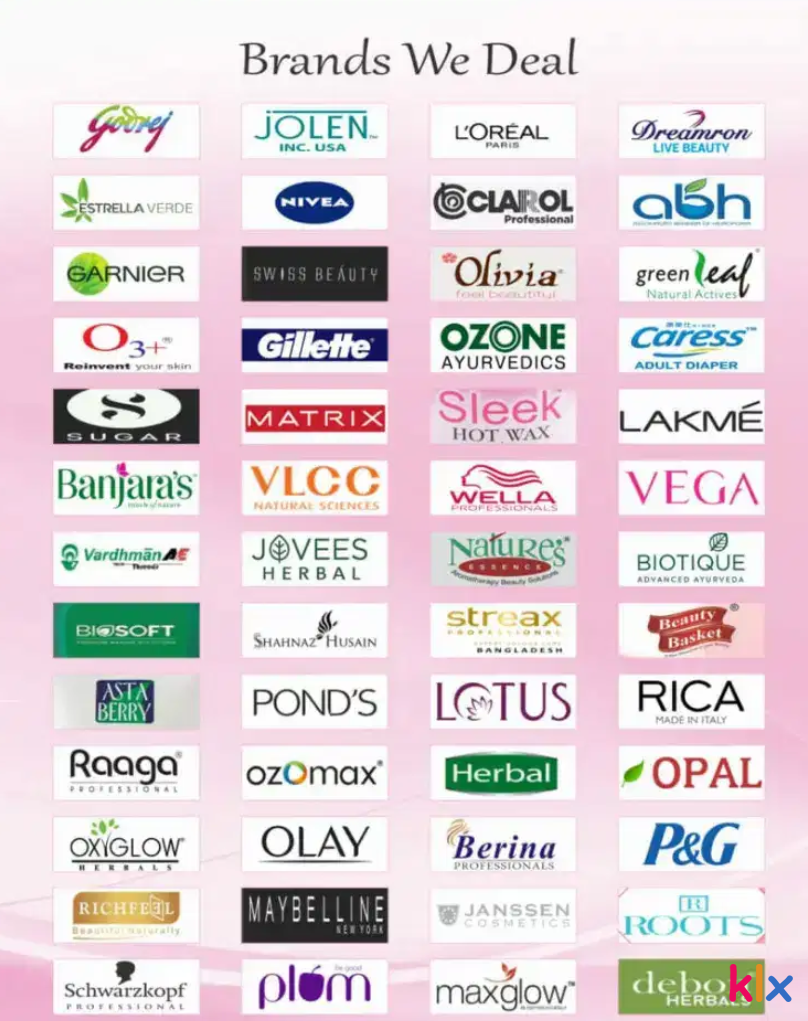 Brands We Deal
Godrej
JOLEN
INC. USA
L'ORÉAL
PARIS
Dreamron
LIVE BEAUTY
ESTRELLA VERDE
NIVEA
CLAIROL
Professional
abh
GARNIER
SWISS BEAUTY
Olivia
feel beautiful
green leaf
Natural Actives
O3+
Reinvent your skin
Gillette
OZONE
AYURVEDICS
Caress
ADULT DIAPER
S
SUGAR
MATRIX
Sleek
HOT WAX
LAKMÉ
Banjara's
VLCC
NATURAL SCIENCES
WELLA
PROFESSIONALS
VEGA
Vardhmān
JOVEES
HERBAL
NATURE'S
ESSENCE
Aromatherapy Beauty Solutions
BIOTIQUE
ADVANCED AYURVEDA
BIOSOFT
SHAHNAZ HUSAIN
streax
PROFESSIONAL
BANGLADESH
Beauty
Basket
ASTA
BERRY
POND'S
LOTUS
RICA
MADE IN ITALY
Raaga
PROFESSIONAL
ozomax
Herbal
OPAL
OXYGLOW
HERBALS
OLAY
Berina
PROFESSIONALS
P&G
RICHFEEL
Beautiful Naturally
MAYBELLINE
NEW YORK
JANSSEN
COSMETICS
R
ROOTS
Schwarzkopf
PROFESSIONAL
be good
plum
maxglow
HERBALS
klx